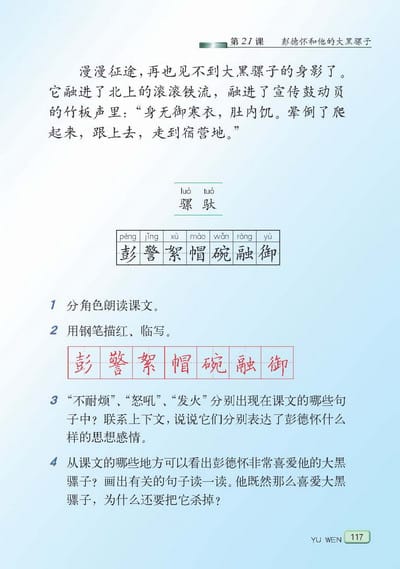 第21课 彭德怀和他的大黑骡子
漫漫征途,再也见不到大黑骡子的身影了。
它融进了北上的滚滚铁流,融进了宣传鼓动员
的竹板声里:“身无御寒衣,肚内饥。晕倒了爬
起来,跟上去,走到宿营地。”
luó tuó
骡 驮
péng jǐng xù mào wǎn róng yù
彭警絮帽碗融御
1 分角色朗读课文。
2 用钢笔描红、临写。
彭警絮帽碗融御
3 “不耐烦”、“怒吼”、“发火”分别出现在课文的哪些句
子中?联系上下文,说说它们分别表达了彭德怀什么
样的思想感情。
4 从课文的哪些地方可以看出彭德怀非常喜爱他的大黑
骡子?画出有关的句子读一读。他既然那么喜爱大黑
骡子,为什么还要把它杀掉?
YU WEN 117